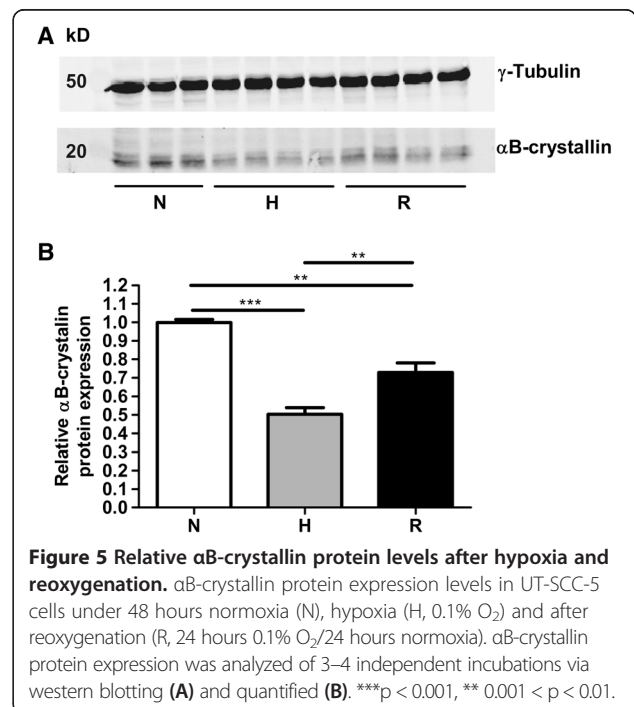 A kD
50 γ-Tubulin
20 αB-crystallin
N H R
B
**
**
***
Relative αB-crystalin
protein expression
1.2
1.1
1.0
0.9
0.8
0.7
0.6
0.5
0.4
0.3
0.2
0.1
0.0
N H R
Figure 5 Relative αB-crystallin protein levels after hypoxia and
reoxygenation. αB-crystallin protein expression levels in UT-SCC-5
cells under 48 hours normoxia (N), hypoxia (H, 0.1% O₂) and after
reoxygenation (R, 24 hours 0.1% O₂/24 hours normoxia). αB-crystallin
protein expression was analyzed of 3–4 independent incubations via
western blotting (A) and quantified (B). ***p < 0.001, ** 0.001 < p < 0.01.